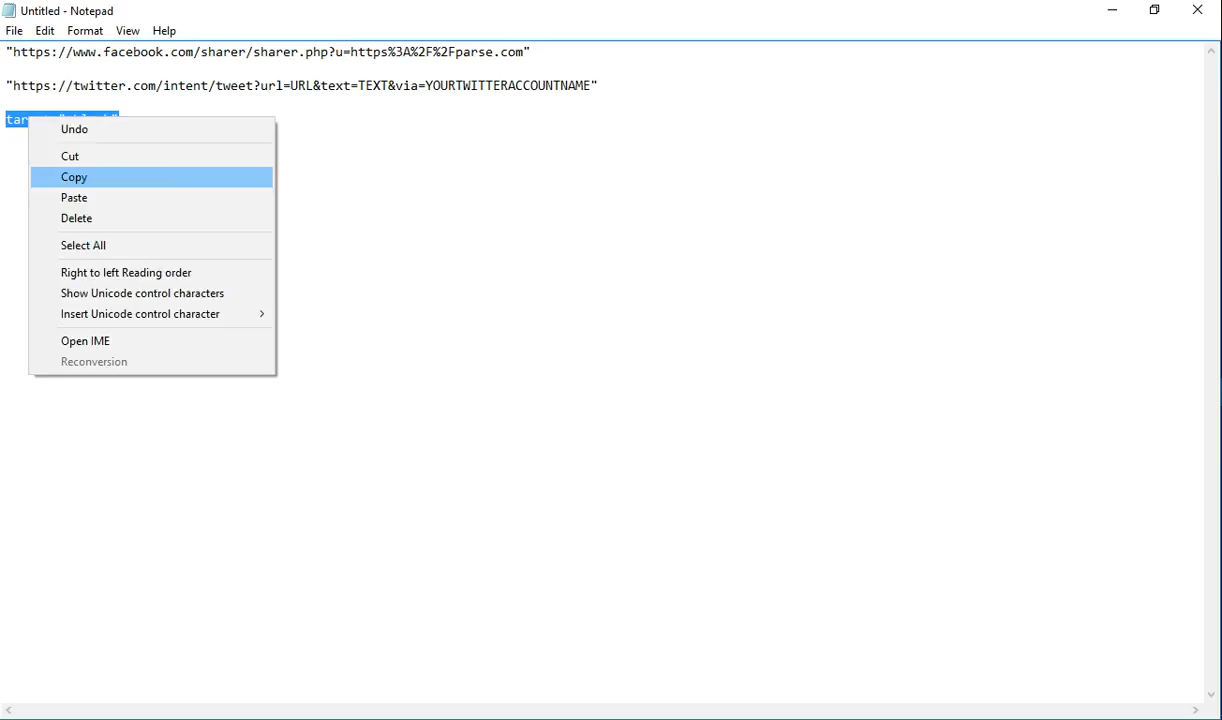 Untitled - Notepad
File Edit Format View Help
"https://www.facebook.com/sharer/sharer.php?u=https%3A%2F%2Fparse.com"
"https://twitter.com/intent/tweet?url=URL&text=TEXT&via=YOURTWITTERACCOUNTNAME"
Undo
Cut
Copy
Paste
Delete
Select All
Right to left Reading order
Show Unicode control characters
Insert Unicode control character
Open IME
Reconversion